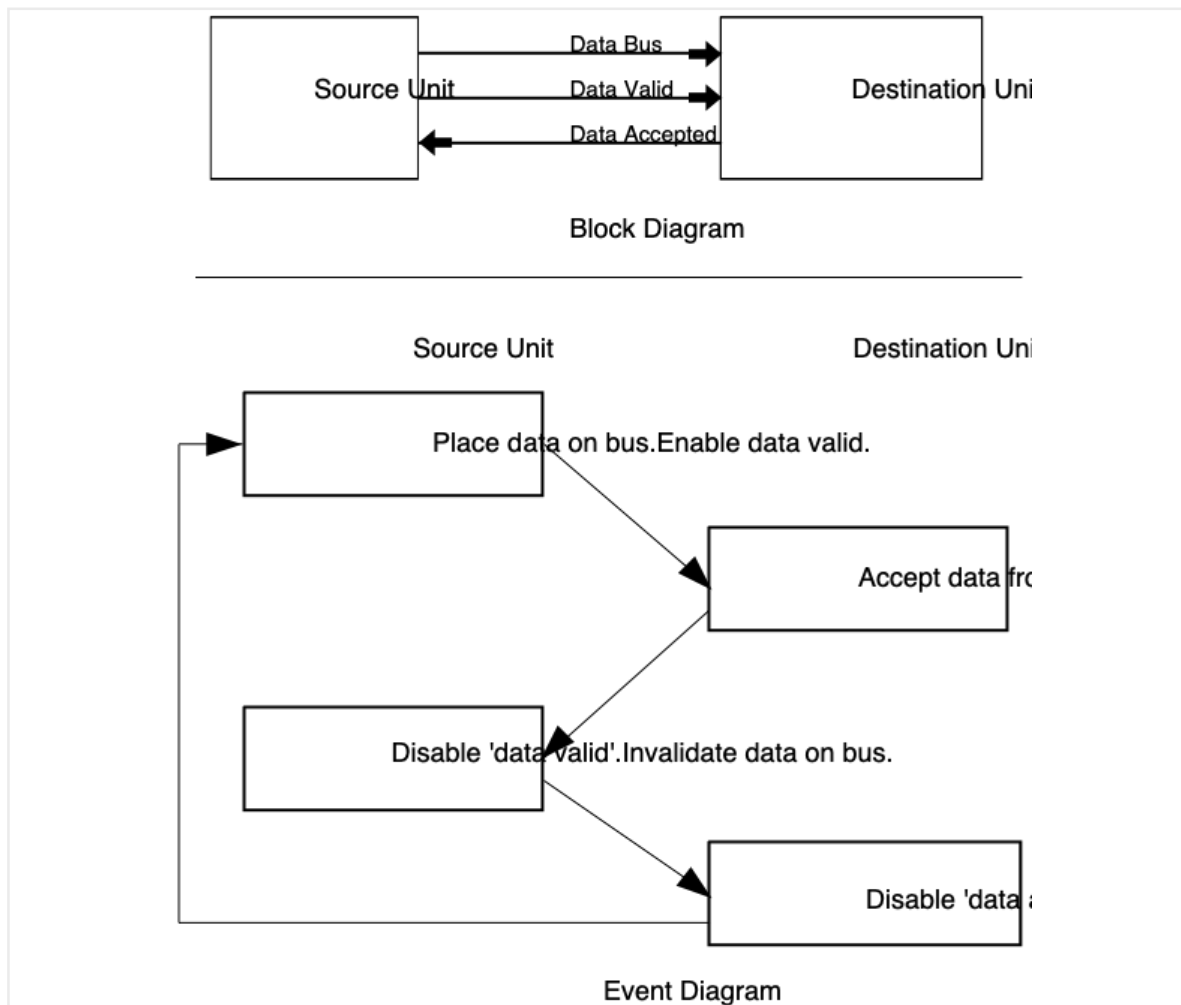 Data Bus
Source Unit
Data Valid
Destination Uni
Data Accepted
Block Diagram
Source Unit
Destination Uni
Place data on bus.Enable data valid.
Accept data fro
Disable 'data valid'.Invalidate data on bus.
Disable 'data a
Event Diagram